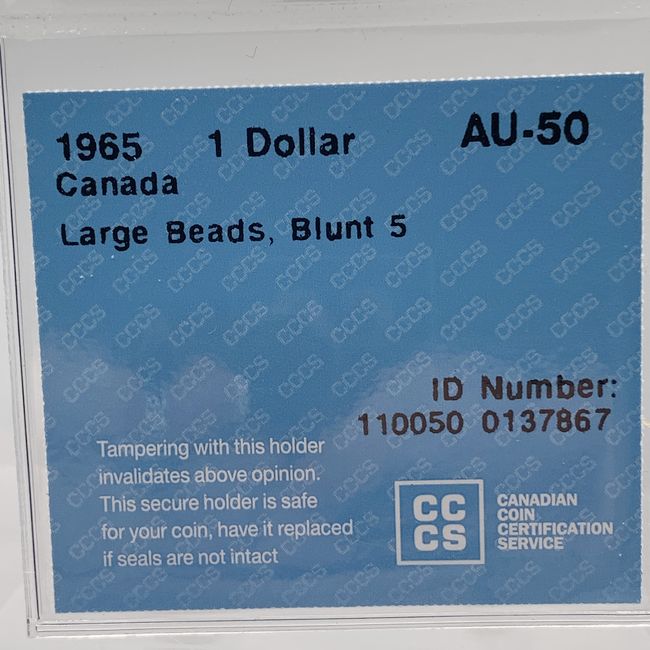 1965 1 Dollar AU-50
Canada
Large Beads, Blunt 5
ID Number:
110050 0137867
Tampering with this holder
invalidates above opinion.
This secure holder is safe
for your coin, have it replaced
if seals are not intact
CC
CS
CANADIAN
COIN
CERTIFICATION
SERVICE